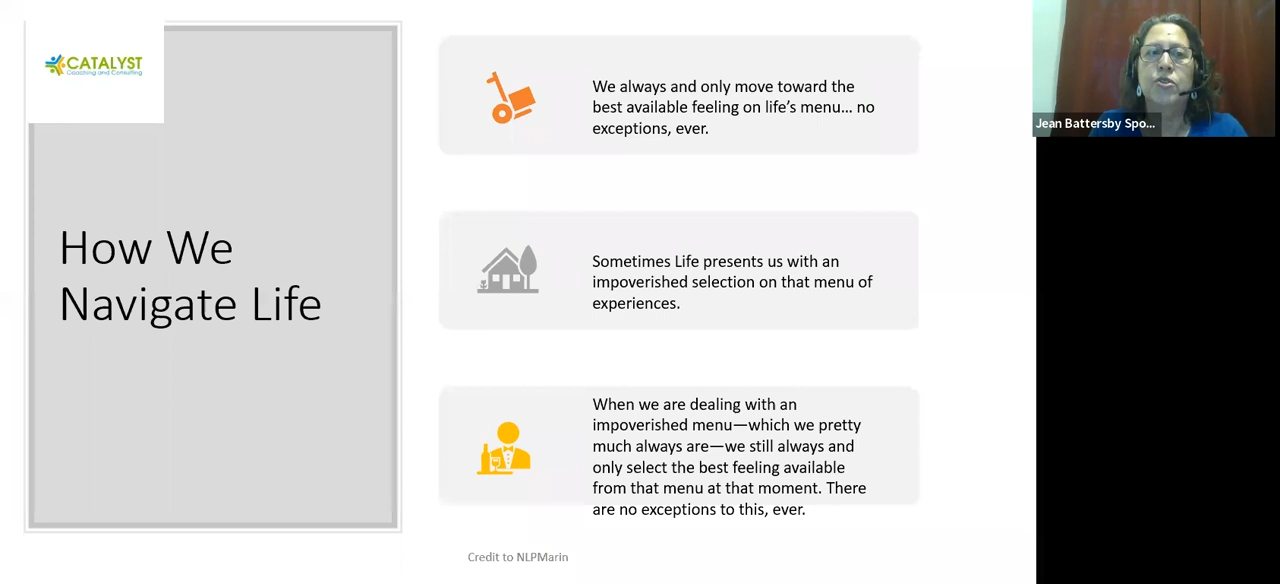 CATALYST
Coaching and Consulting
How We
Navigate Life
We always and only move toward the
best available feeling on life’s menu... no
exceptions, ever.
Sometimes Life presents us with an
impoverished selection on that menu of
experiences.
When we are dealing with an
impoverished menu—which we pretty
much always are—we still always and
only select the best feeling available
from that menu at that moment. There
are no exceptions to this, ever.
Credit to NLPMarin
Jean Battersby Spo...